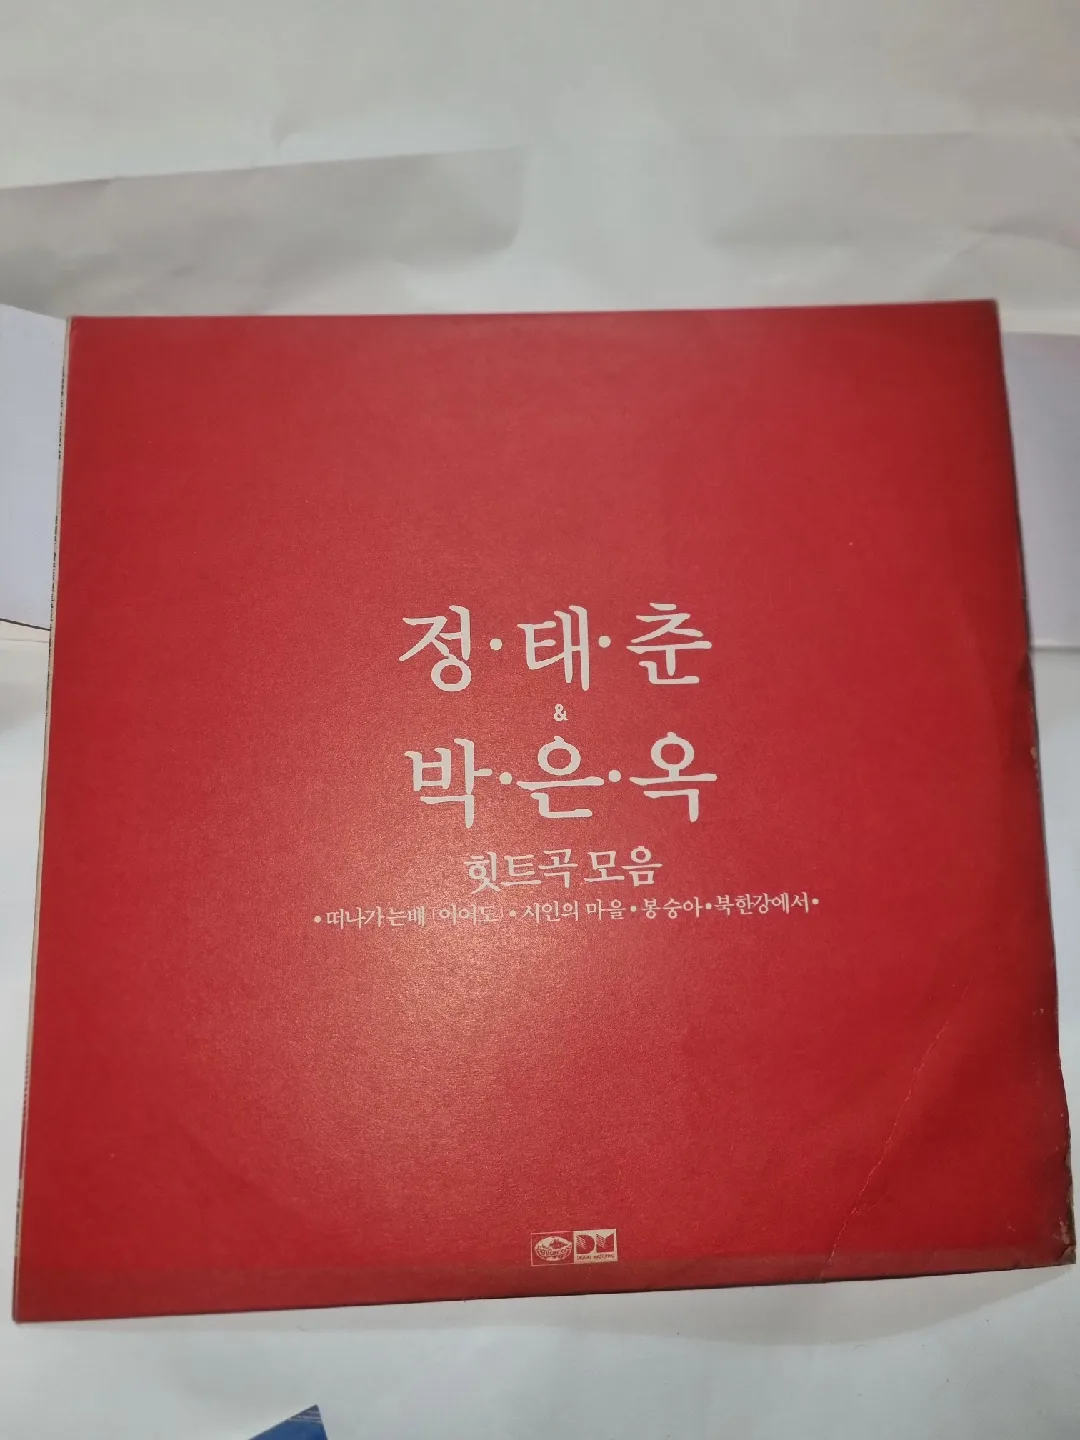 정·태·춘
&
박·은·옥
힛트곡 모음
•떠나가는배「이어도」•시인의 마을•봉숭아•북한강에서•
DM